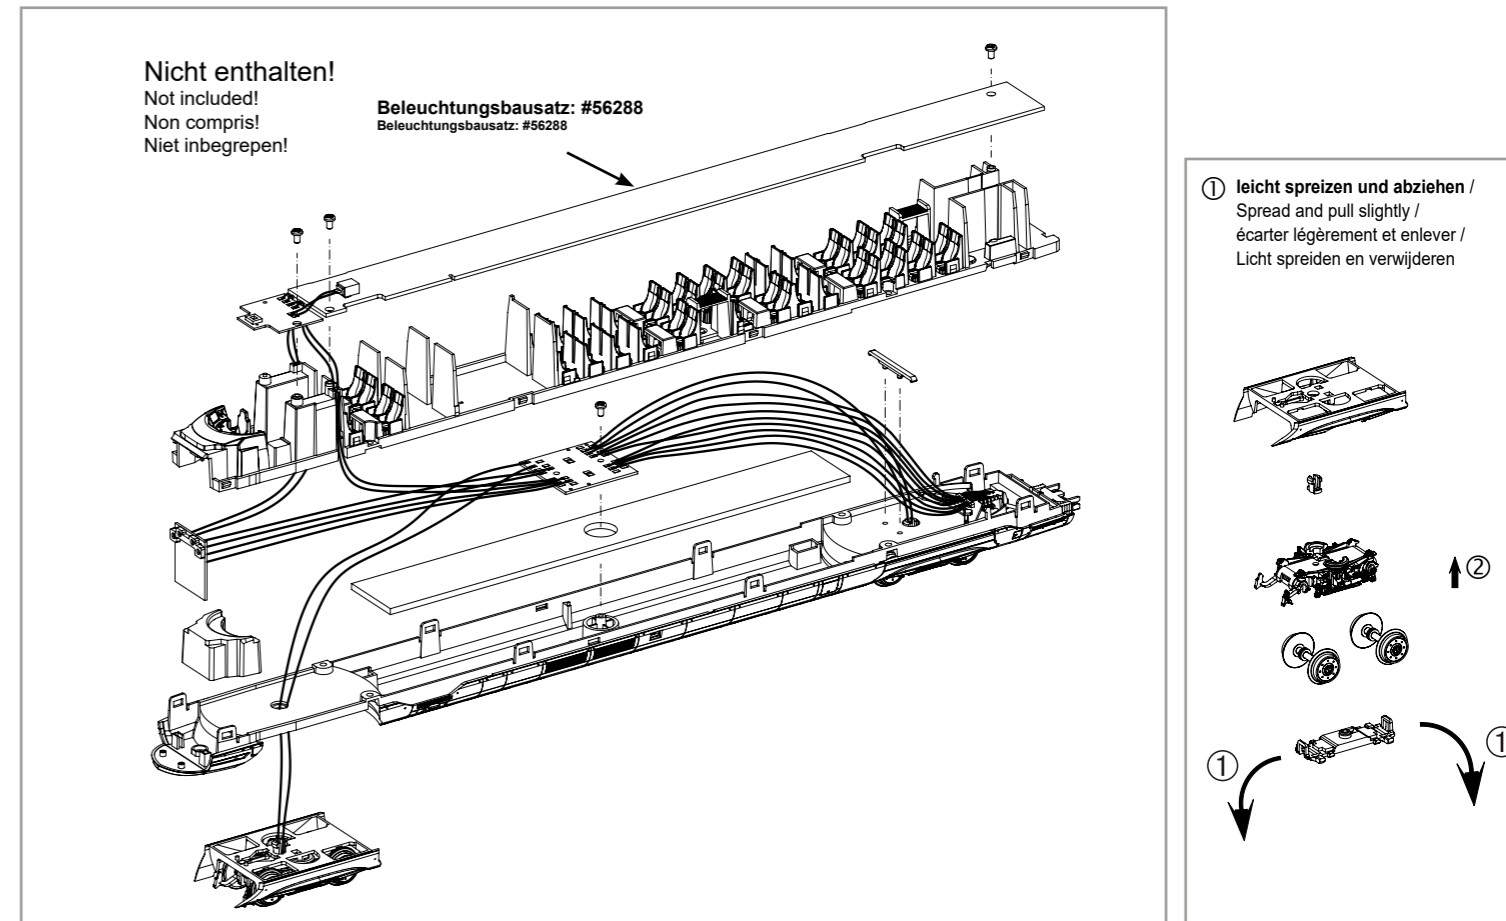 Nicht enthalten!
Not included!
Non compris!
Niet inbegrepen!
Beleuchtungsbausatz: #56288
Beleuchtungsbausatz: #56288
① leicht spreizen und abziehen /
Spread and pull slightly /
écarter légèrement et enlever /
Licht spreiden en verwijderen
②
①
①